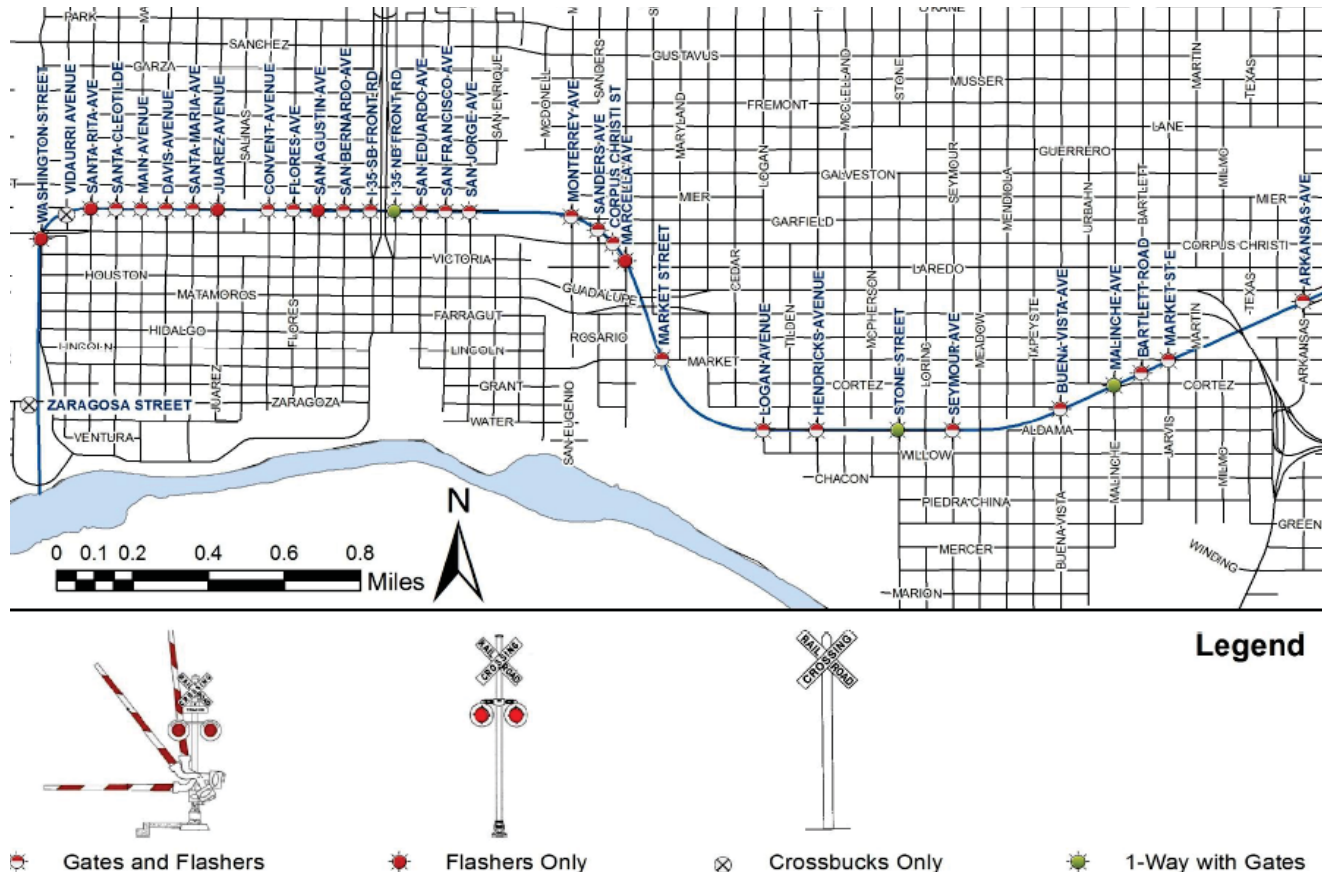 PARK
SANCHEZ
GARZA
SALINAS
SAN ENRIQUE
MCDONELL
SANDERS
GUSTAVUS
MARYLAND
FREMONT
LOGAN
MCCLELLAND
STONE
MUSSER
MARTIN
TEXAS
LANE
GUERRERO
GALVESTON
SEYMOUR
MENDIOLA
URBAHN
BARTLETT
MILMO
MIER
MIER
GARFIELD
CORPUS CHRISTI
WASHINGTON STREET
VIDAURRI AVENUE
SANTA RITA AVE
SANTA CLEOTILDE
MAIN AVENUE
DAVIS AVENUE
SANTA MARIA AVE
JUAREZ AVENUE
CONVENT AVENUE
FLORES AVE
SAN AGUSTIN AVE
SAN BERNARDO AVE
I-35 SB FRONT RD
I-35 NB FRONT RD
SAN EDUARDO AVE
SAN FRANCISCO AVE
SAN JORGE AVE
MONTERREY AVE
SANDERS AVE
CORPUS CHRISTI ST
MARCELLA AVE
MARKET STREET
LOGAN AVENUE
HENDRICKS AVENUE
STONE STREET
SEYMOUR AVE
BUENA VISTA AVE
MALINCHE AVE
BARTLETT ROAD
MARKET ST E
ARKANSAS AVE
ZARAGOSA STREET
HOUSTON
VICTORIA
MATAMOROS
GUADALUPE
HIDALGO
FLORES
FARRAGUT
LINCOLN
LINCOLN
JUAREZ
GRANT
ZARAGOZA
WATER
VENTURA
SAN EUGENIO
ROSARIO
MARKET
CEDAR
TILDEN
LAREDO
MCPHERSON
CORTEZ
LORING
MEADOW
TAPEYSTE
MARTIN
TEXAS
CORTEZ
ARKANSAS
ALDAMA
WILLOW
CHACON
PIEDRA CHINA
MERCER
MARION
BUENA VISTA
MALINCHE
JARVIS
MILMO
GREEN
WINDING
N
0 0.1 0.2 0.4 0.6 0.8
Miles
Legend
RAIL ROAD CROSSING
RAIL ROAD CROSSING
Gates and Flashers
Flashers Only
Crossbucks Only
1-Way with Gates